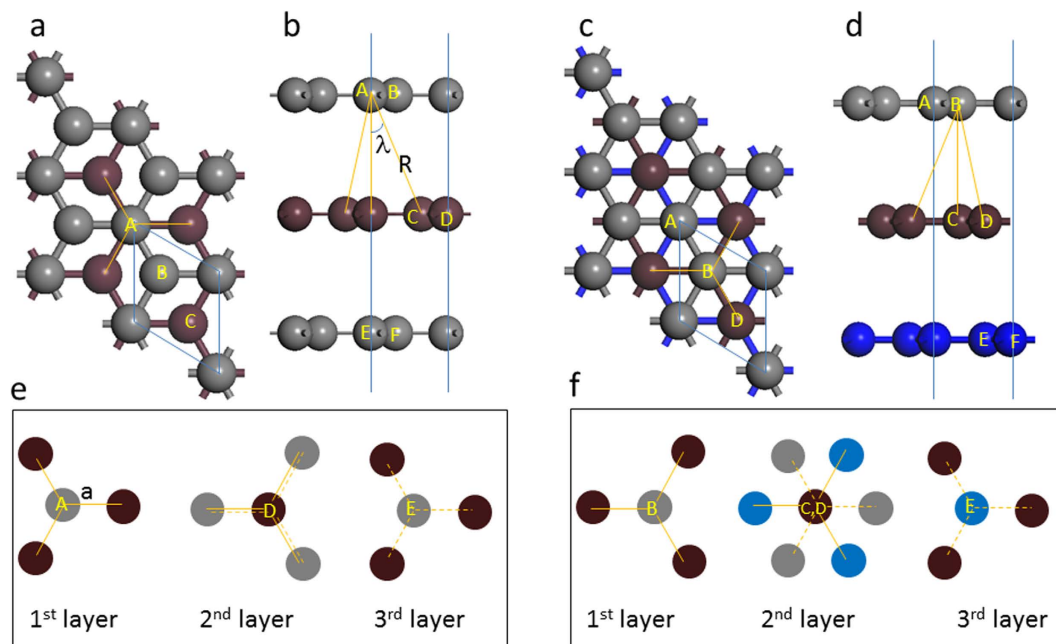 a
b
c
d
A
B
C
A B
λ
R
C D
E F
A
B
D
A B
C D
E F
e
f
A a
D
E
1st layer 2nd layer 3rd layer
B
C,D
E
1st layer 2nd layer 3rd layer